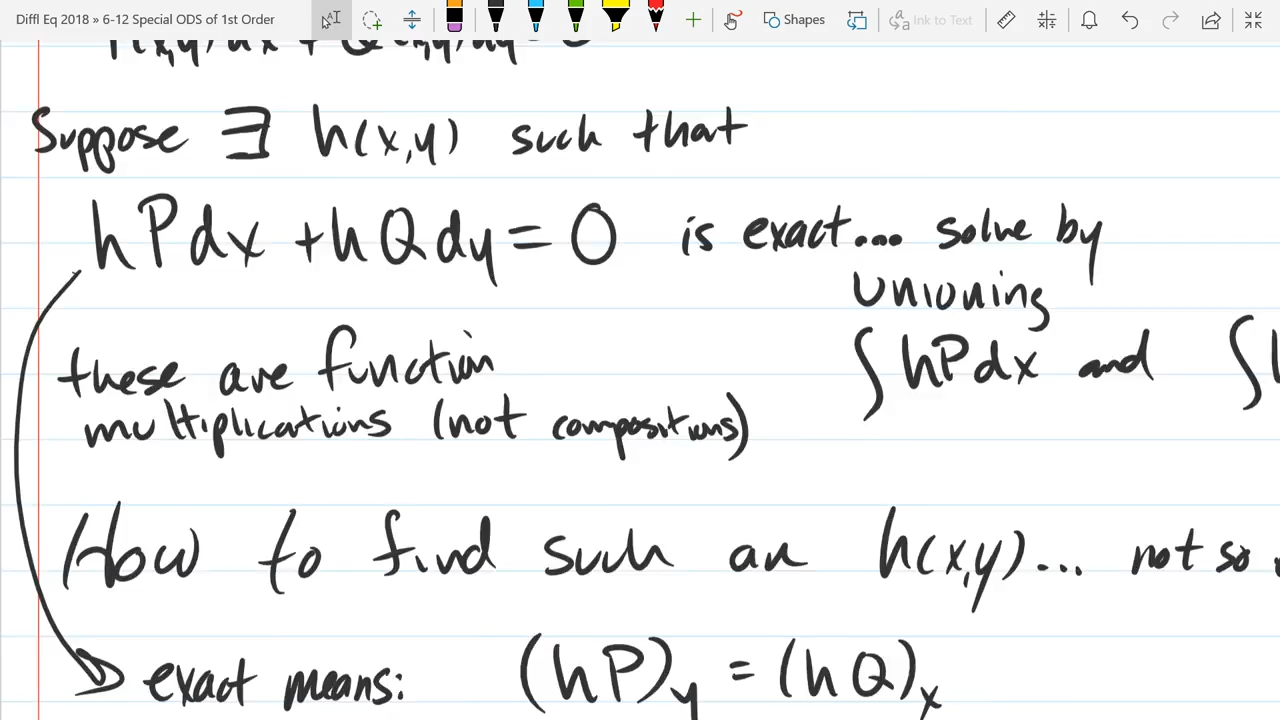 Diffl Eq 2018 » 6-12 Special ODS of 1st Order
Shapes
Ink to Text
Suppose ∃ h(x,y) such that
hPdx + hQdy = 0 is exact... solve by
unioning
∫ hPdx and ∫
these are function
multiplications (not compositions)
How to find such an h(x,y)... not so
exact means: (hP)y = (hQ)x